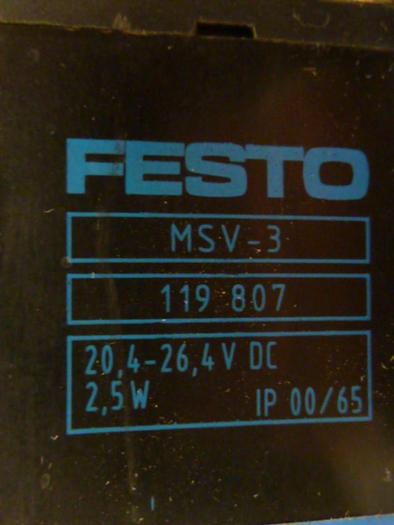 FESTO
MSV-3
119 807
20,4-26,4V DC
2,5W IP 00/65